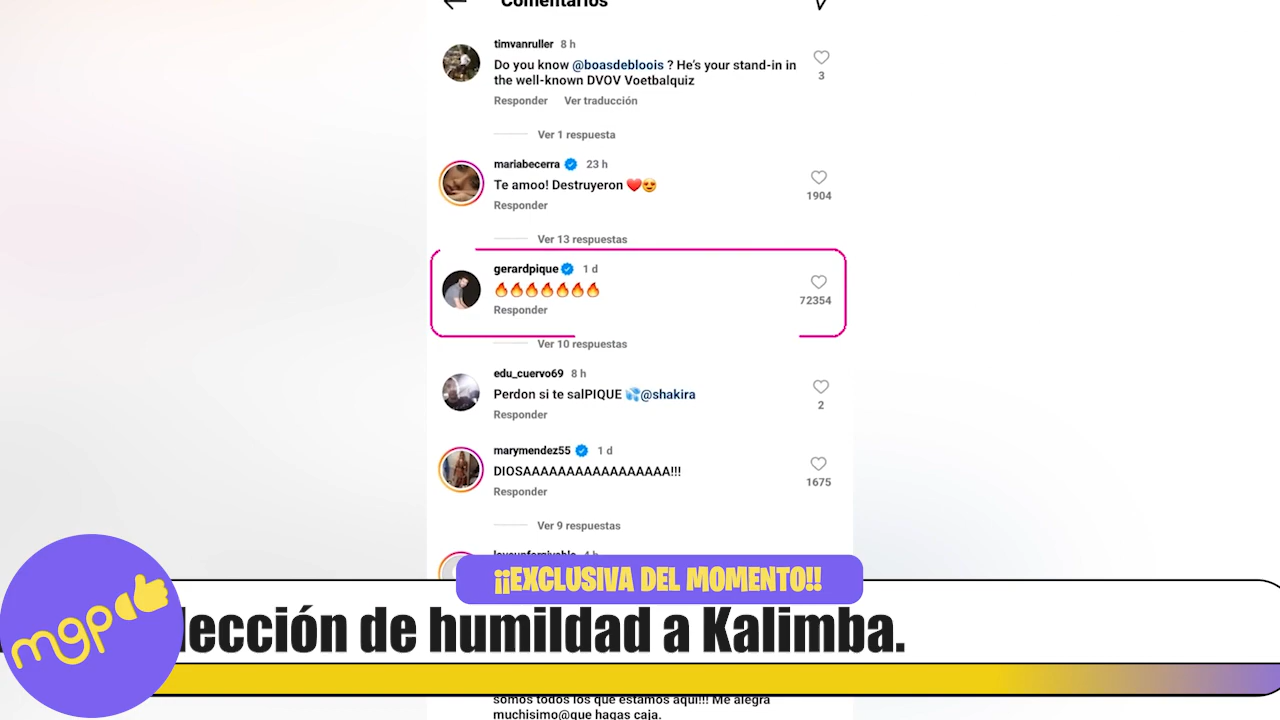 Comentarios
timvanruller 8 h
Do you know @boasdebloois ? He's your stand-in in
the well-known DVOV Voetbalquiz
3
Responder Ver traducción
Ver 1 respuesta
mariabecerra 23 h
Te amoo! Destruyeron ❤️😍
1904
Responder
Ver 13 respuestas
gerardpique 1 d
🔥🔥🔥🔥🔥🔥🔥
72354
Responder
Ver 10 respuestas
edu_cuervo69 8 h
Perdon si te salPIQUE 💦@shakira
2
Responder
marymendez55 1 d
DIOSAAAAAAAAAAAAAAAAA!!!
1675
Responder
Ver 9 respuestas
¡¡EXCLUSIVA DEL MOMENTO!!
mgp
lección de humildad a Kalimba.
somos todos los que estamos aquí!!! Me alegra
muchisimo@que hagas caja.